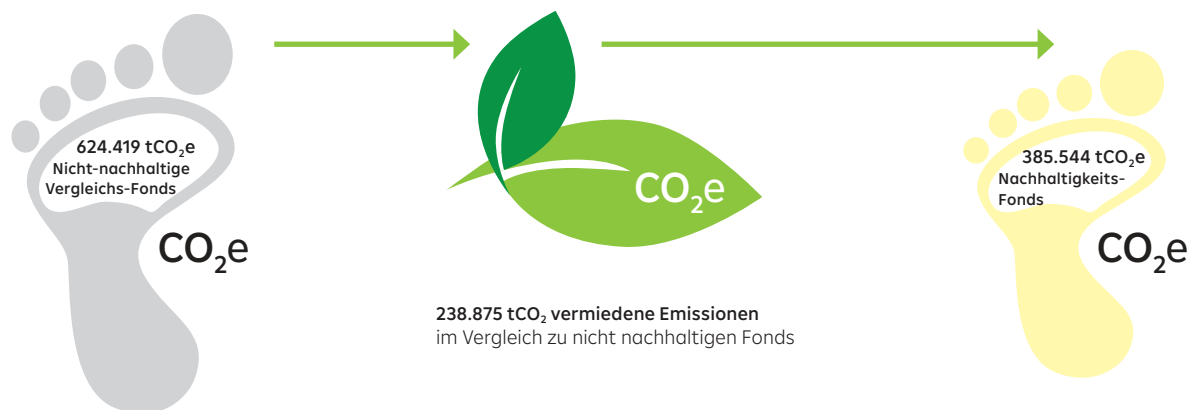 624.419 tCO₂e
Nicht-nachhaltige
Vergleichs-Fonds
CO₂e
CO₂e
238.875 tCO₂ vermiedene Emissionen
im Vergleich zu nicht nachhaltigen Fonds
385.544 tCO₂e
Nachhaltigkeits-
Fonds
CO₂e